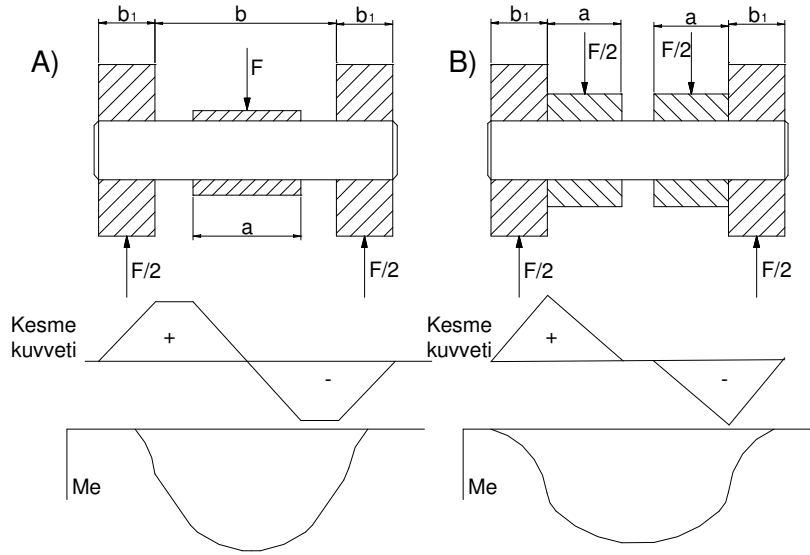 b1 b b1
A)
F
a
F/2 F/2
Kesme
kuvveti
+
-
Me
b1 a a b1
B)
F/2 F/2
F/2 F/2
Kesme
kuvveti
+
-
Me